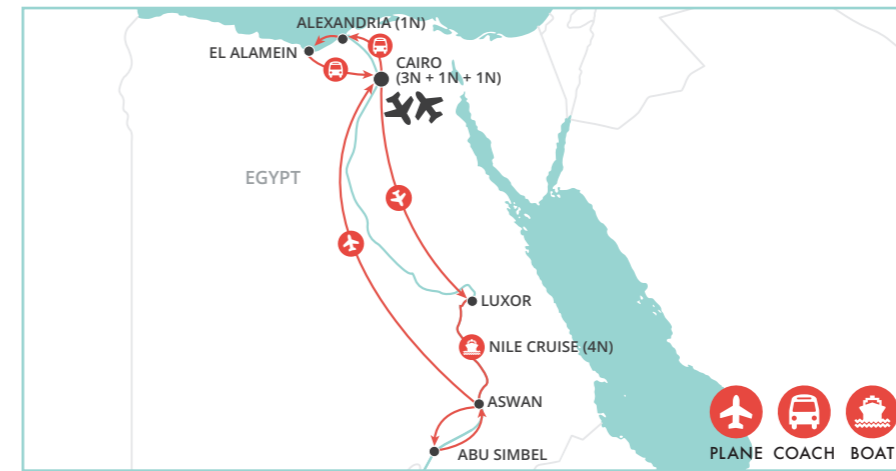 ALEXANDRIA (1N)
EL ALAMEIN
CAIRO
(3N + 1N + 1N)
EGYPT
LUXOR
NILE CRUISE (4N)
ASWAN
ABU SIMBEL
PLANE COACH BOAT